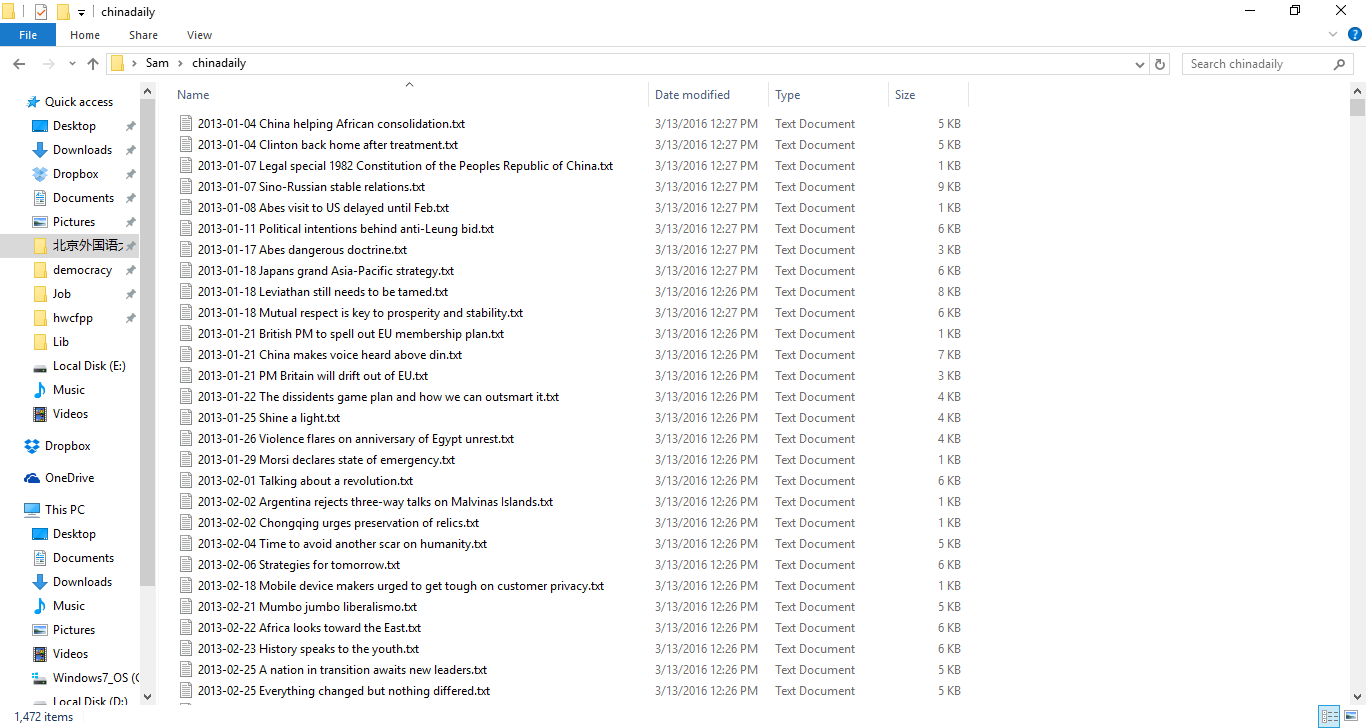 chinadaily
File Home Share View
Sam chinadaily Search chinadaily
Name Date modified Type Size
Quick access
Desktop
Downloads
Dropbox
Documents
Pictures
北京外国语
democracy
Job
hwcfpp
Lib
Local Disk (E:)
Music
Videos
Dropbox
OneDrive
This PC
Desktop
Documents
Downloads
Music
Pictures
Videos
Windows7_OS (
Local Disk (D:)
2013-01-04 China helping African consolidation.txt 3/13/2016 12:27 PM Text Document 5 KB
2013-01-04 Clinton back home after treatment.txt 3/13/2016 12:27 PM Text Document 5 KB
2013-01-07 Legal special 1982 Constitution of the Peoples Republic of China.txt 3/13/2016 12:27 PM Text Document 1 KB
2013-01-07 Sino-Russian stable relations.txt 3/13/2016 12:27 PM Text Document 9 KB
2013-01-08 Abes visit to US delayed until Feb.txt 3/13/2016 12:27 PM Text Document 1 KB
2013-01-11 Political intentions behind anti-Leung bid.txt 3/13/2016 12:27 PM Text Document 6 KB
2013-01-17 Abes dangerous doctrine.txt 3/13/2016 12:27 PM Text Document 3 KB
2013-01-18 Japans grand Asia-Pacific strategy.txt 3/13/2016 12:27 PM Text Document 6 KB
2013-01-18 Leviathan still needs to be tamed.txt 3/13/2016 12:26 PM Text Document 8 KB
2013-01-18 Mutual respect is key to prosperity and stability.txt 3/13/2016 12:27 PM Text Document 6 KB
2013-01-21 British PM to spell out EU membership plan.txt 3/13/2016 12:26 PM Text Document 1 KB
2013-01-21 China makes voice heard above din.txt 3/13/2016 12:26 PM Text Document 7 KB
2013-01-21 PM Britain will drift out of EU.txt 3/13/2016 12:26 PM Text Document 3 KB
2013-01-22 The dissidents game plan and how we can outsmart it.txt 3/13/2016 12:26 PM Text Document 4 KB
2013-01-25 Shine a light.txt 3/13/2016 12:26 PM Text Document 4 KB
2013-01-26 Violence flares on anniversary of Egypt unrest.txt 3/13/2016 12:26 PM Text Document 4 KB
2013-01-29 Morsi declares state of emergency.txt 3/13/2016 12:26 PM Text Document 1 KB
2013-02-01 Talking about a revolution.txt 3/13/2016 12:26 PM Text Document 6 KB
2013-02-02 Argentina rejects three-way talks on Malvinas Islands.txt 3/13/2016 12:26 PM Text Document 1 KB
2013-02-02 Chongqing urges preservation of relics.txt 3/13/2016 12:26 PM Text Document 1 KB
2013-02-04 Time to avoid another scar on humanity.txt 3/13/2016 12:26 PM Text Document 5 KB
2013-02-06 Strategies for tomorrow.txt 3/13/2016 12:26 PM Text Document 6 KB
2013-02-18 Mobile device makers urged to get tough on customer privacy.txt 3/13/2016 12:26 PM Text Document 1 KB
2013-02-21 Mumbo jumbo liberalismo.txt 3/13/2016 12:26 PM Text Document 5 KB
2013-02-22 Africa looks toward the East.txt 3/13/2016 12:26 PM Text Document 6 KB
2013-02-23 History speaks to the youth.txt 3/13/2016 12:26 PM Text Document 6 KB
2013-02-25 A nation in transition awaits new leaders.txt 3/13/2016 12:26 PM Text Document 5 KB
2013-02-25 Everything changed but nothing differed.txt 3/13/2016 12:26 PM Text Document 5 KB
1,472 items